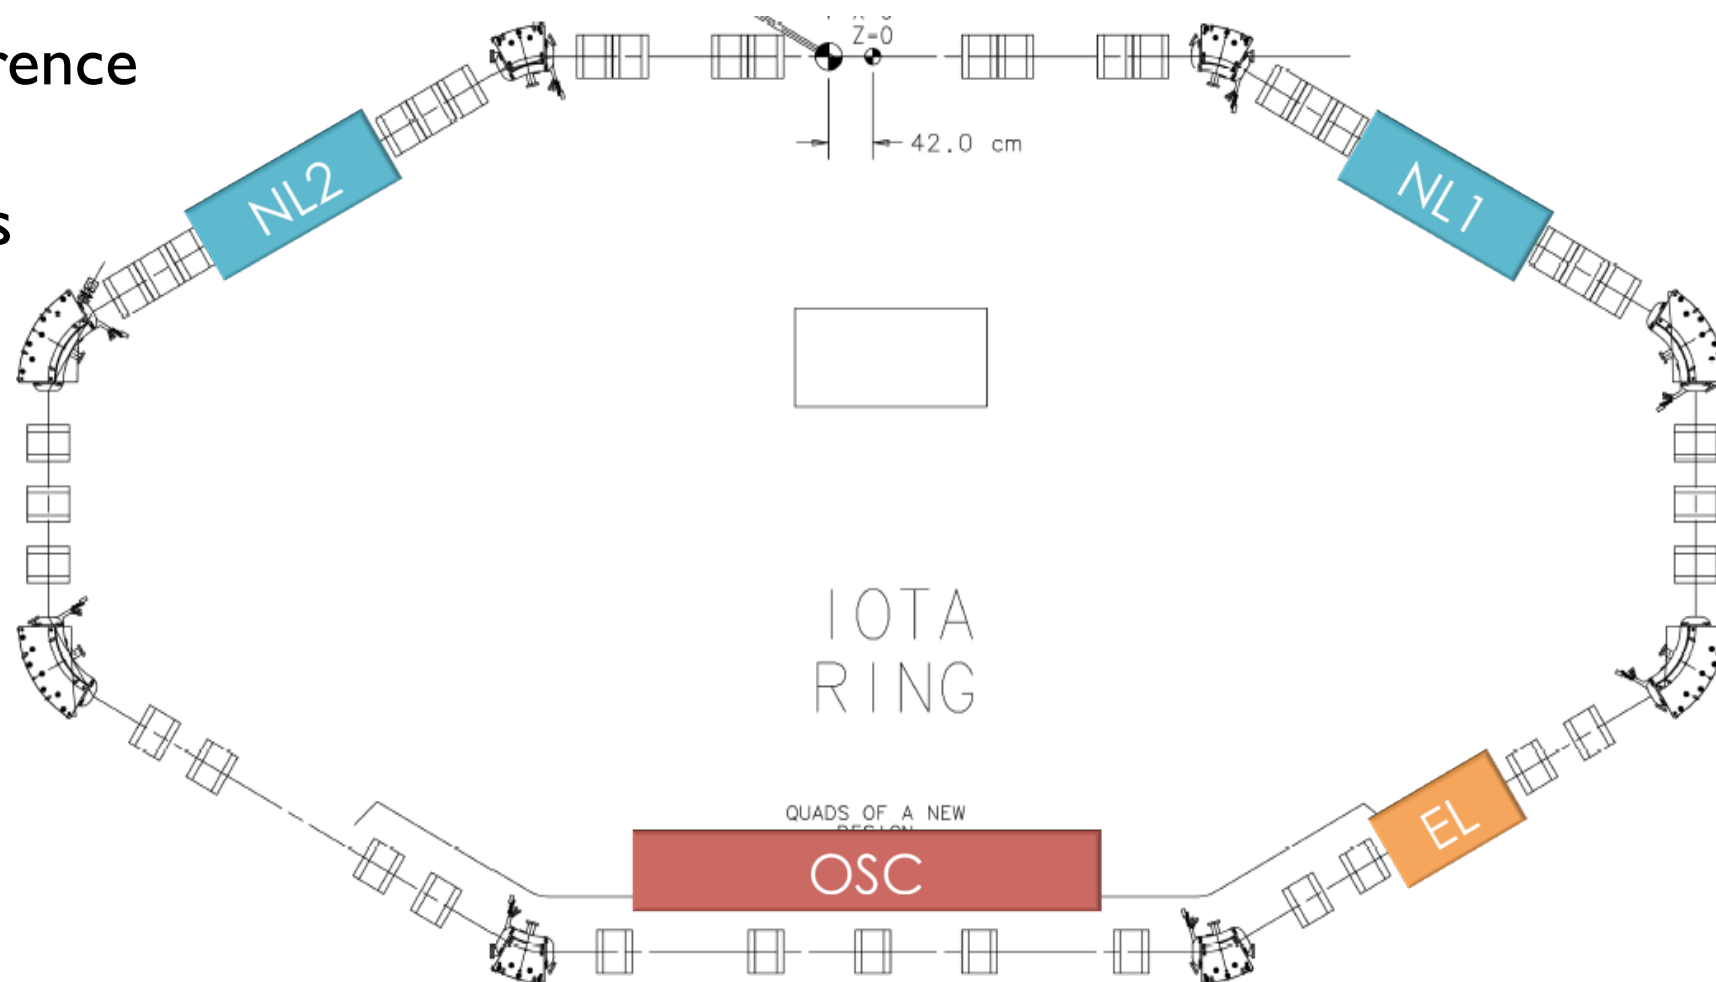 rence
s
Z=0
42.0 cm
NL2
NL1
IOTA
RING
QUADS OF A NEW
EL
OSC